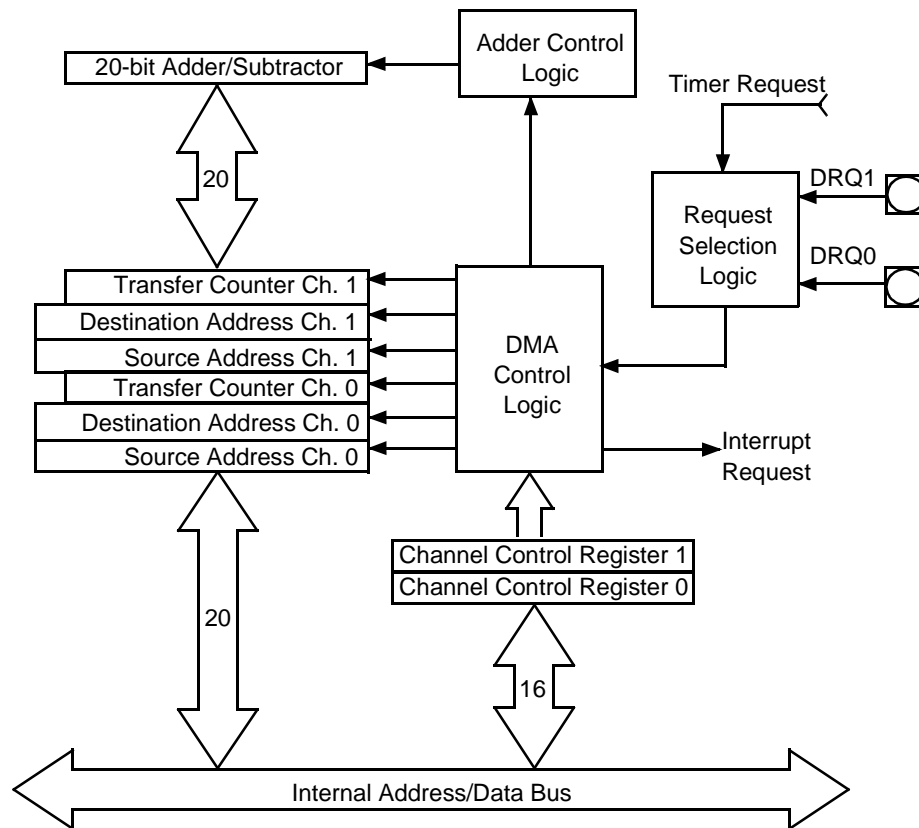 Adder Control
Logic
20-bit Adder/Subtractor
Timer Request
20
DRQ1
Request
Selection
Logic
DRQ0
Transfer Counter Ch. 1
Destination Address Ch. 1
Source Address Ch. 1
Transfer Counter Ch. 0
Destination Address Ch. 0
Source Address Ch. 0
DMA
Control
Logic
Interrupt
Request
Channel Control Register 1
Channel Control Register 0
20
16
Internal Address/Data Bus